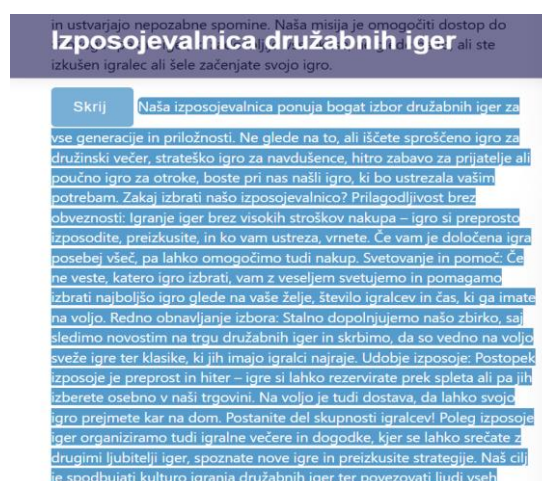 in ustvarjajo nepozabne spomine. Naša misija je omogočiti dostop do
Izposojevalnica družabnih iger
ali ste
izkušen igralec ali šele začenjate svojo igro.
Skrij
Naša izposojevalnica ponuja bogat izbor družabnih iger za
vse generacije in priložnosti. Ne glede na to, ali iščete sproščeno igro za
družinski večer, strateško igro za navdušence, hitro zabavo za prijatelje ali
poučno igro za otroke, boste pri nas našli igro, ki bo ustrezala vašim
potrebam. Zakaj izbrati našo izposojevalnico? Prilagodljivost brez
obveznosti: Igranje iger brez visokih stroškov nakupa – igro si preprosto
izposodite, preizkusite, in ko vam ustreza, vrnete. Če vam je določena igra
posebej všeč, pa lahko omogočimo tudi nakup. Svetovanje in pomoč: Če
ne veste, katero igro izbrati, vam z veseljem svetujemo in pomagamo
izbrati najboljšo igro glede na vaše želje, število igralcev in čas, ki ga imate
na voljo. Redno obnavljanje izbora: Stalno dopolnjujemo našo zbirko, saj
sledimo novostim na trgu družabnih iger in skrbimo, da so vedno na voljo
sveže igre ter klasike, ki jih imajo igralci najraje. Udobje izposoje: Postopek
izposoje je preprost in hiter – igre si lahko rezervirate prek spleta ali pa jih
izberete osebno v naši trgovini. Na voljo je tudi dostava, da lahko svojo
igro prejmete kar na dom. Postanite del skupnosti igralcev! Poleg izposoje
iger organiziramo tudi igralne večere in dogodke, kjer se lahko srečate z
drugimi ljubitelji iger, spoznate nove igre in preizkusite strategije. Naš cilj
je spodbujati kulturo igranja družabnih iger ter povezovati ljudi vseh